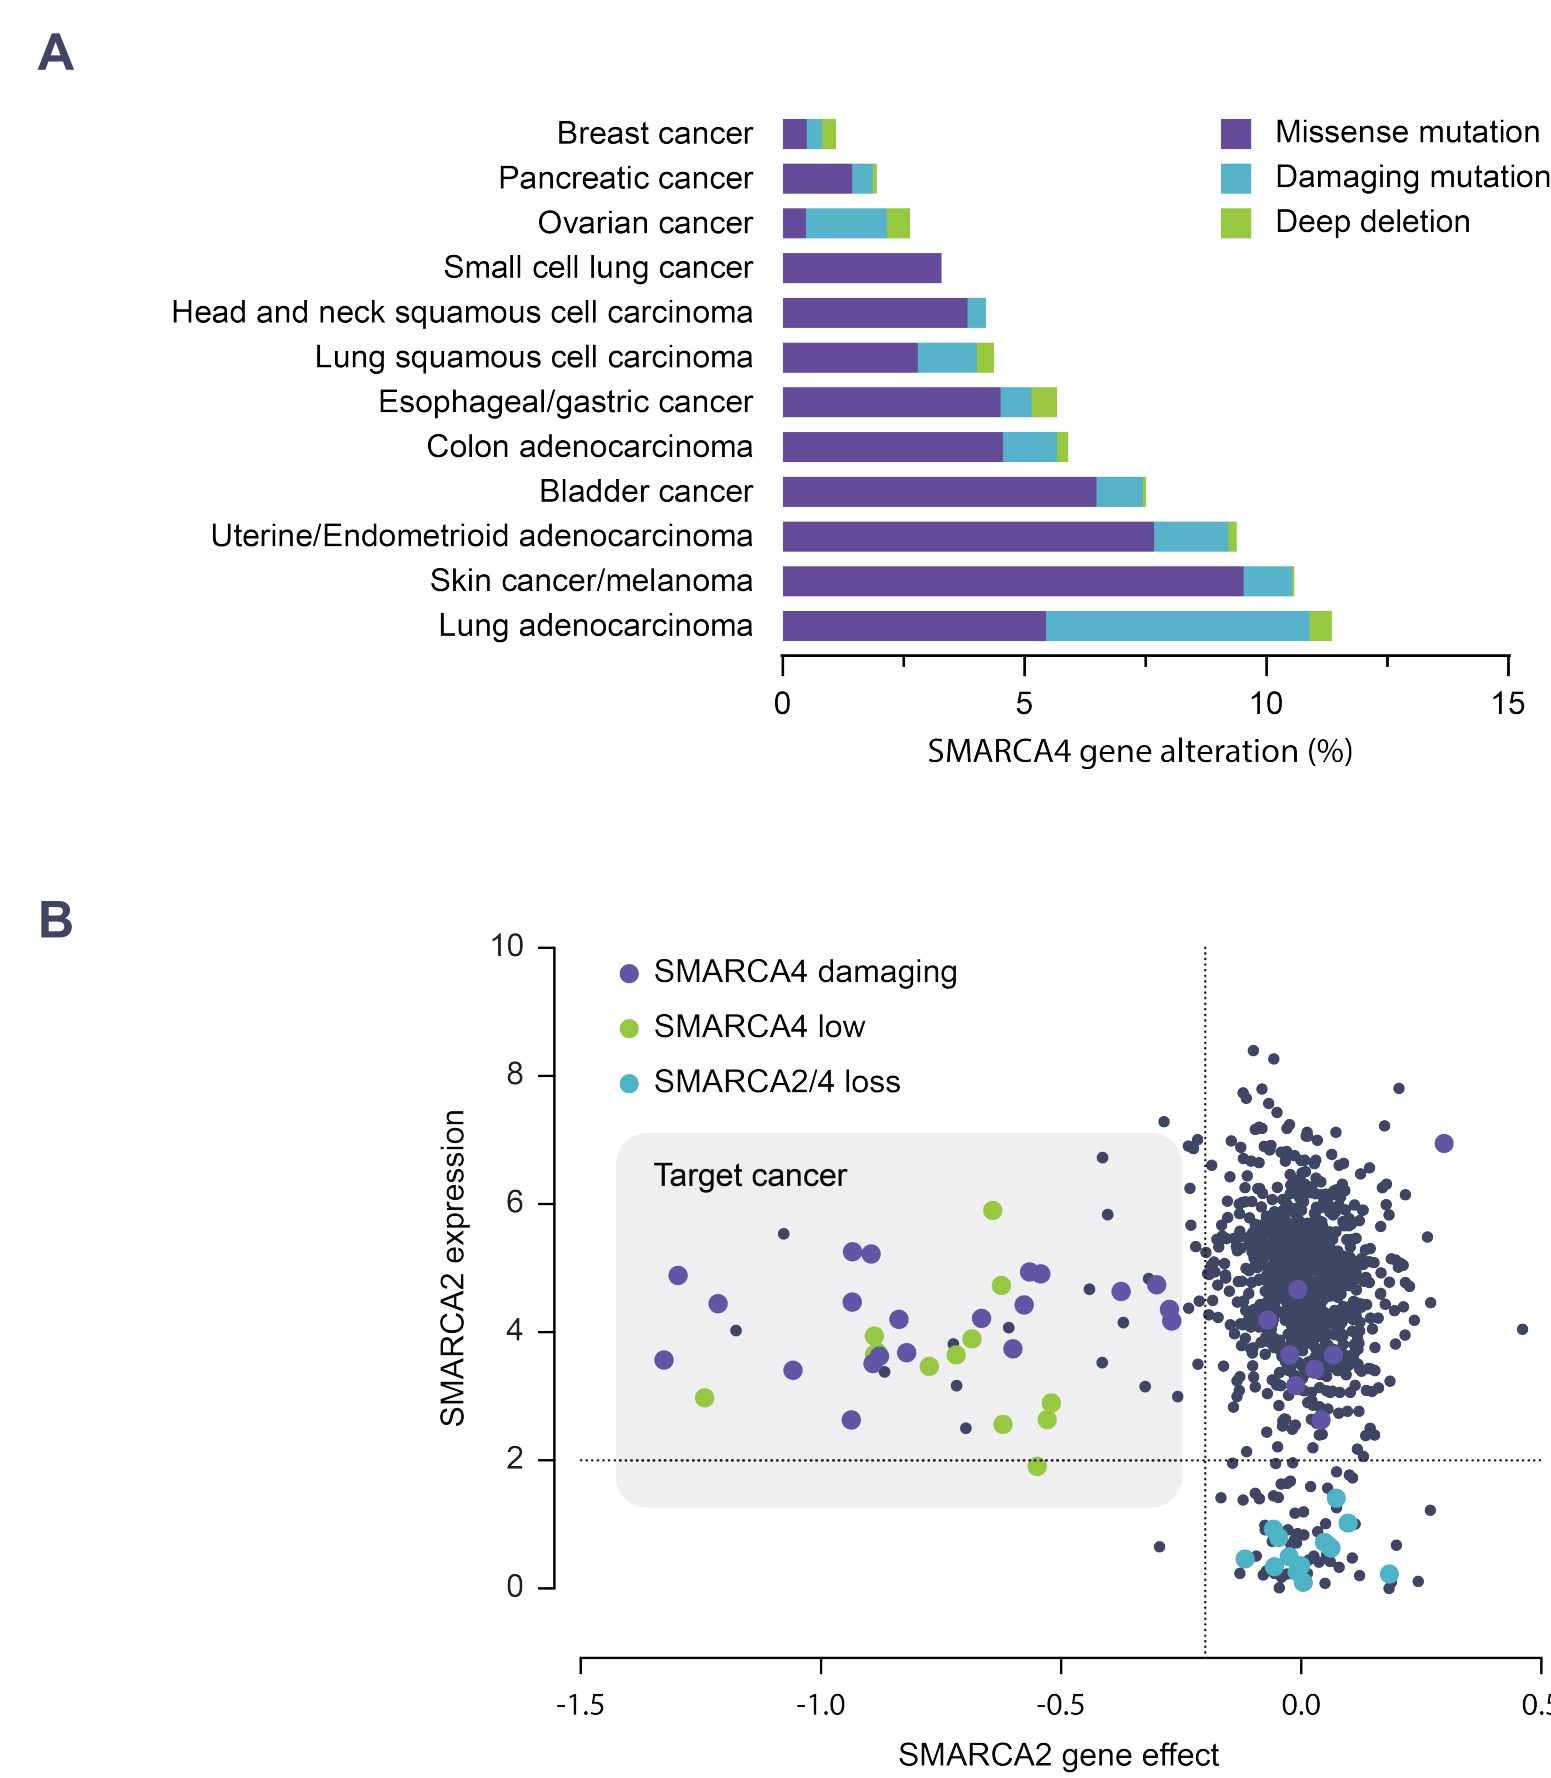 A
Breast cancer
Pancreatic cancer
Ovarian cancer
Small cell lung cancer
Head and neck squamous cell carcinoma
Lung squamous cell carcinoma
Esophageal/gastric cancer
Colon adenocarcinoma
Bladder cancer
Uterine/Endometrioid adenocarcinoma
Skin cancer/melanoma
Lung adenocarcinoma
Missense mutation
Damaging mutation
Deep deletion
0 5 10 15
SMARCA4 gene alteration (%)
B
10
8
6
4
2
0
SMARCA2 expression
SMARCA4 damaging
SMARCA4 low
SMARCA2/4 loss
Target cancer
-1.5 -1.0 -0.5 0.0 0.5
SMARCA2 gene effect